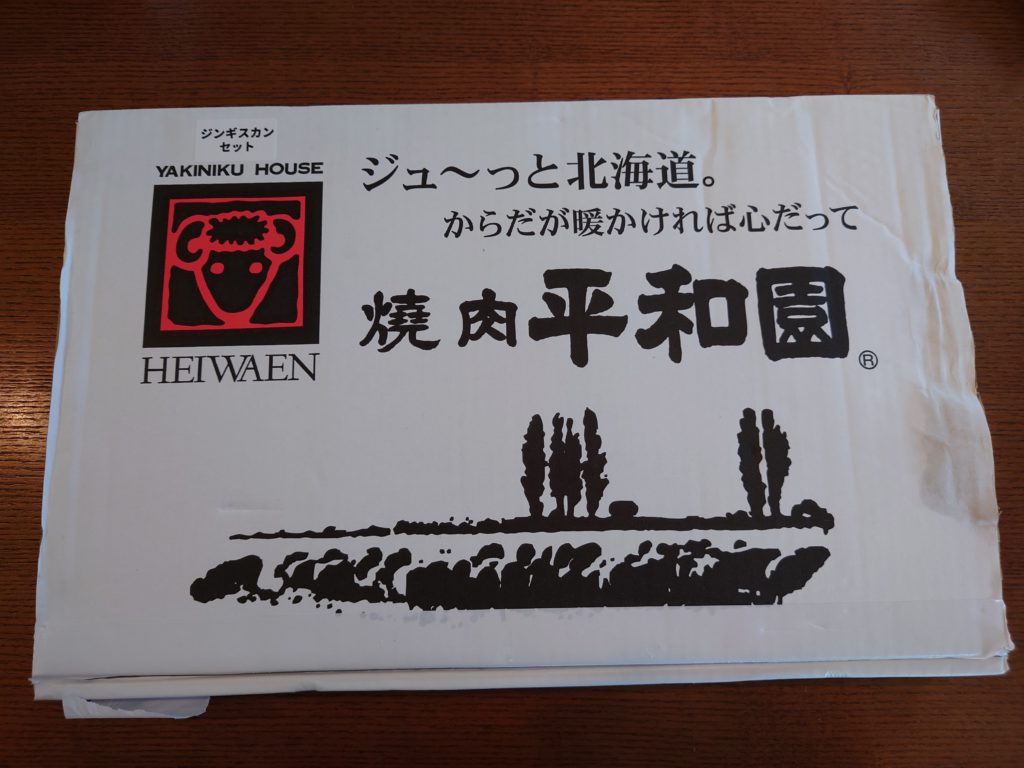 ジンギスカン
セット
YAKINIKU HOUSE
HEIWAEN
ジュ〜っと北海道。
からだが暖かければ心だって
燒肉平和園®